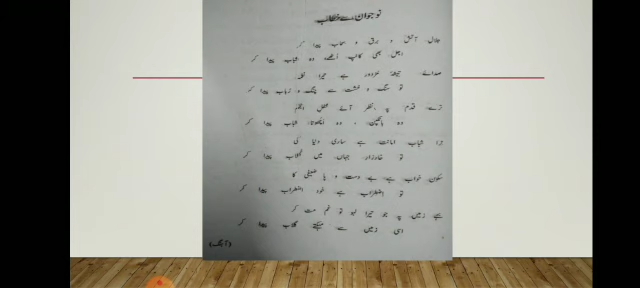 نوجوان سے خطاب
جلال آتش و برق و سحاب پیدا کر
اجل بھی کانپ اٹھے وہ شباب پیدا کر
صدائے تیشۂ مزدور ہے ترا نغمہ
تو سنگ و خشت سے چنگ و رباب پیدا کر
ترے قدم پہ نظر آئے محفل انجم
وہ بانکپن وہ اچھوتا شباب پیدا کر
ترا شباب امانت ہے ساری دنیا کی
تو خارزار جہاں میں گلاب پیدا کر
سکون خواب ہے بے دست و پا ضعیفی کا
تو اضطراب ہے خود اضطراب پیدا کر
بہے زمیں پہ جو تیرا لہو تو غم مت کر
اسی زمیں سے مہکتے گلاب پیدا کر
(آہنگ)